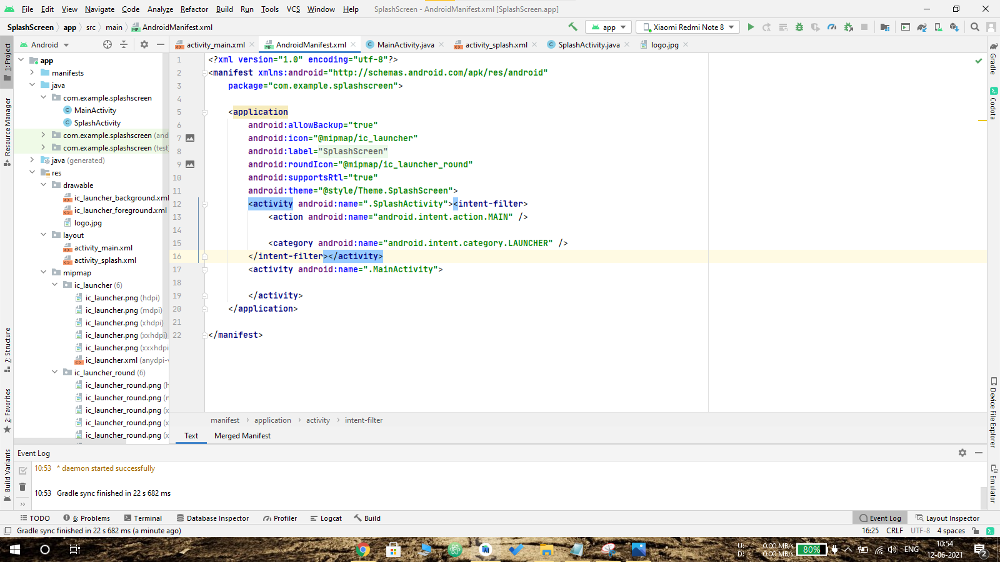 File Edit View Navigate Code Analyze Refactor Build Run Tools VCS Window Help SplashScreen - AndroidManifest.xml [SplashScreen.app]
SplashScreen app src main AndroidManifest.xml app Xiaomi Redmi Note 8
Android activity_main.xml AndroidManifest.xml MainActivity.java activity_splash.xml SplashActivity.java logo.jpg
1: Project
Resource Manager
7: Structure
2: Favorites
Build Variants
app
manifests
java
com.example.splashscreen
MainActivity
SplashActivity
com.example.splashscreen (and
com.example.splashscreen (test
java (generated)
res
drawable
ic_launcher_background.xml
ic_launcher_foreground.xml
logo.jpg
layout
activity_main.xml
activity_splash.xml
mipmap
ic_launcher (6)
ic_launcher.png (hdpi)
ic_launcher.png (mdpi)
ic_launcher.png (xhdpi)
ic_launcher.png (xxhdpi)
ic_launcher.png (xxxhdpi
ic_launcher.xml (anydpi-v
ic_launcher_round (6)
ic_launcher_round.png (h
ic_launcher_round.png (r
ic_launcher_round.png (x
ic_launcher_round.png (x
ic_launcher_round.png (x
1 <?xml version="1.0" encoding="utf-8"?>
2 <manifest xmlns:android="http://schemas.android.com/apk/res/android"
3 package="com.example.splashscreen">
4
5 <application
6 android:allowBackup="true"
7 android:icon="@mipmap/ic_launcher"
8 android:label="SplashScreen"
9 android:roundIcon="@mipmap/ic_launcher_round"
10 android:supportsRtl="true"
11 android:theme="@style/Theme.SplashScreen">
12 <activity android:name=".SplashActivity"><intent-filter>
13 <action android:name="android.intent.action.MAIN" />
14
15 <category android:name="android.intent.category.LAUNCHER" />
16 </intent-filter></activity>
17 <activity android:name=".MainActivity">
18
19 </activity>
20 </application>
21
22 </manifest>
manifest application activity intent-filter
Text Merged Manifest
Gradle
Codota
Device File Explorer
Emulator
Event Log
10:53 * daemon started successfully
10:53 Gradle sync finished in 22 s 682 ms
TODO 6: Problems Terminal Database Inspector Profiler Logcat Build Event Log Layout Inspector
Gradle sync finished in 22 s 682 ms (a minute ago) 16:25 CRLF UTF-8 4 spaces
U: 0.00 MB/s
D: 0.00 MB/s
80%
ENG
10:54
12-06-2021
2